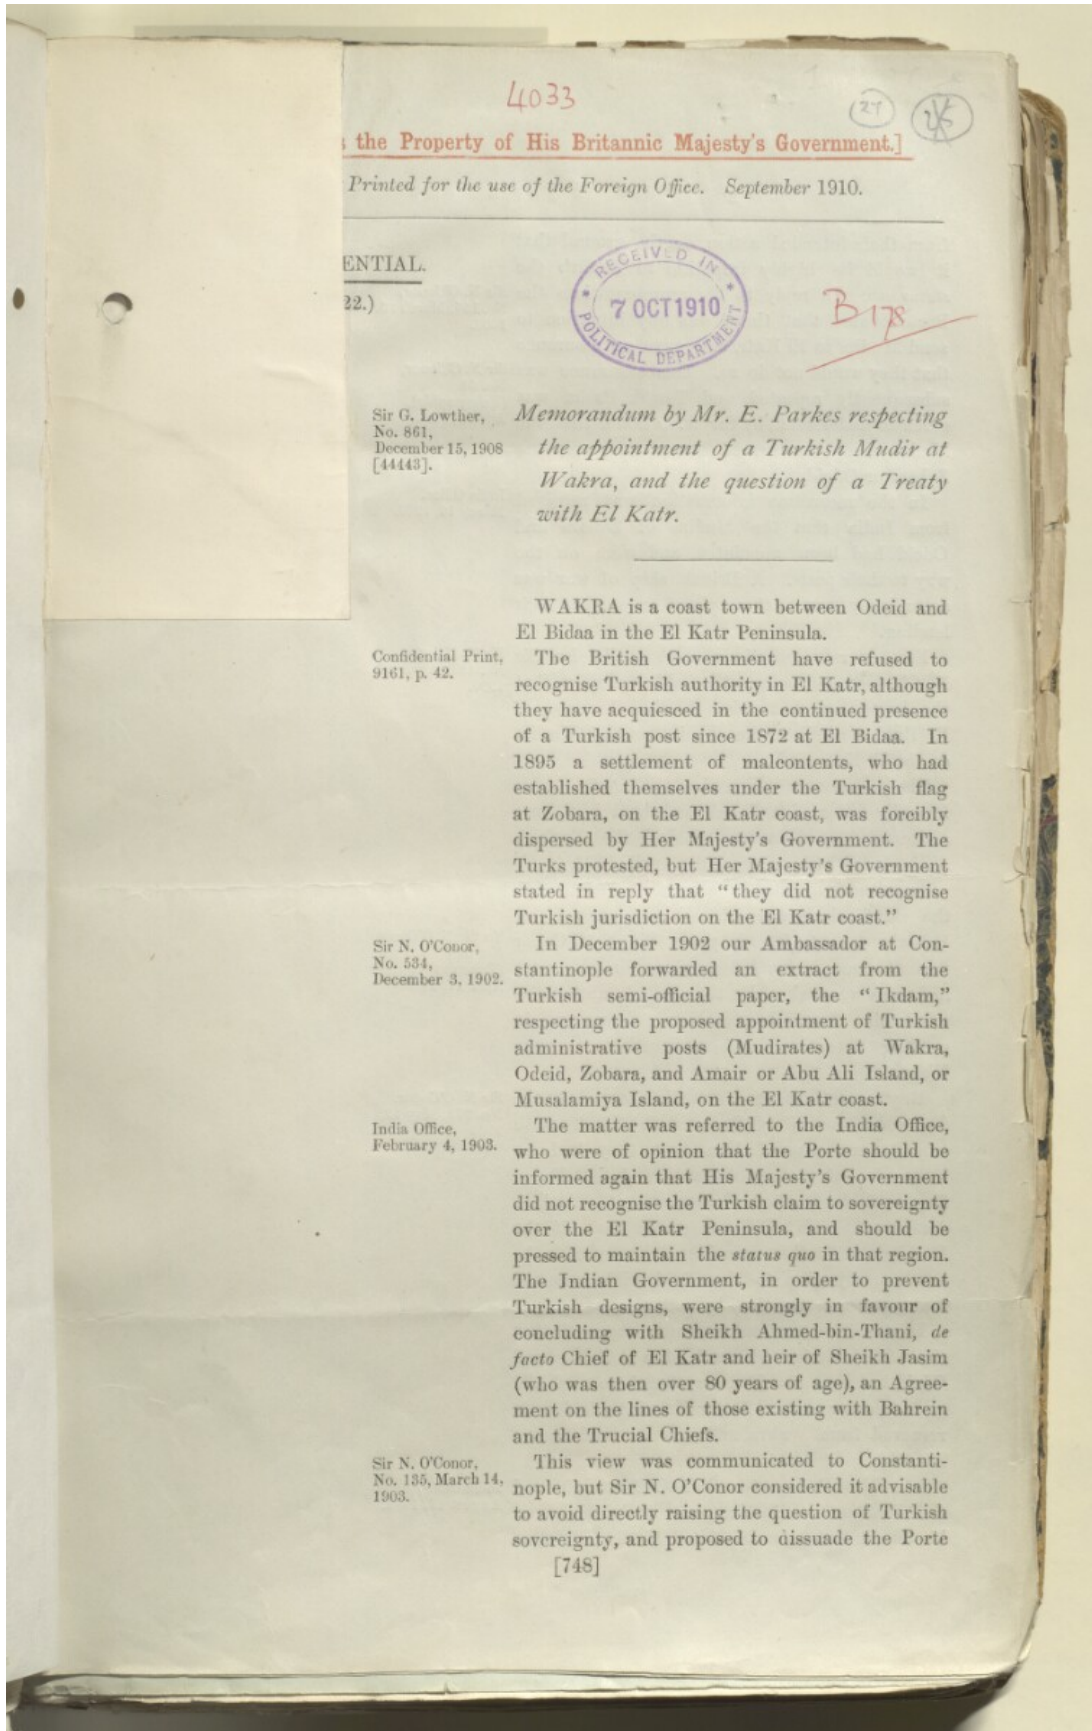 4033
27
the Property of His Britannic Majesty's Government.]
Printed for the use of the Foreign Office. September 1910.
ENTIAL.
22.)
RECEIVED IN
7 OCT 1910
POLITICAL DEPARTMENT
B 178
Sir G. Lowther,
No. 861,
December 15, 1908
[44443].
Memorandum by Mr. E. Parkes respecting
the appointment of a Turkish Mudir at
Wakra, and the question of a Treaty
with El Katr.
WAKRA is a coast town between Odeid and
El Bidaa in the El Katr Peninsula.
Confidential Print,
9161, p. 42.
The British Government have refused to
recognise Turkish authority in El Katr, although
they have acquiesced in the continued presence
of a Turkish post since 1872 at El Bidaa. In
1895 a settlement of malcontents, who had
established themselves under the Turkish flag
at Zobara, on the El Katr coast, was forcibly
dispersed by Her Majesty's Government. The
Turks protested, but Her Majesty's Government
stated in reply that "they did not recognise
Turkish jurisdiction on the El Katr coast."
Sir N. O'Conor,
No. 534,
December 3, 1902.
In December 1902 our Ambassador at Con-
stantinople forwarded an extract from the
Turkish semi-official paper, the "Ikdam,"
respecting the proposed appointment of Turkish
administrative posts (Mudirates) at Wakra,
Odeid, Zobara, and Amair or Abu Ali Island, or
Musalamiya Island, on the El Katr coast.
India Office,
February 4, 1903.
The matter was referred to the India Office,
who were of opinion that the Porte should be
informed again that His Majesty's Government
did not recognise the Turkish claim to sovereignty
over the El Katr Peninsula, and should be
pressed to maintain the status quo in that region.
The Indian Government, in order to prevent
Turkish designs, were strongly in favour of
concluding with Sheikh Ahmed-bin-Thani, de
facto Chief of El Katr and heir of Sheikh Jasim
(who was then over 80 years of age), an Agree-
ment on the lines of those existing with Bahrein
and the Trucial Chiefs.
Sir N. O'Conor,
No. 135, March 14,
1903.
This view was communicated to Constanti-
nople, but Sir N. O'Conor considered it advisable
to avoid directly raising the question of Turkish
sovereignty, and proposed to dissuade the Porte
[748]